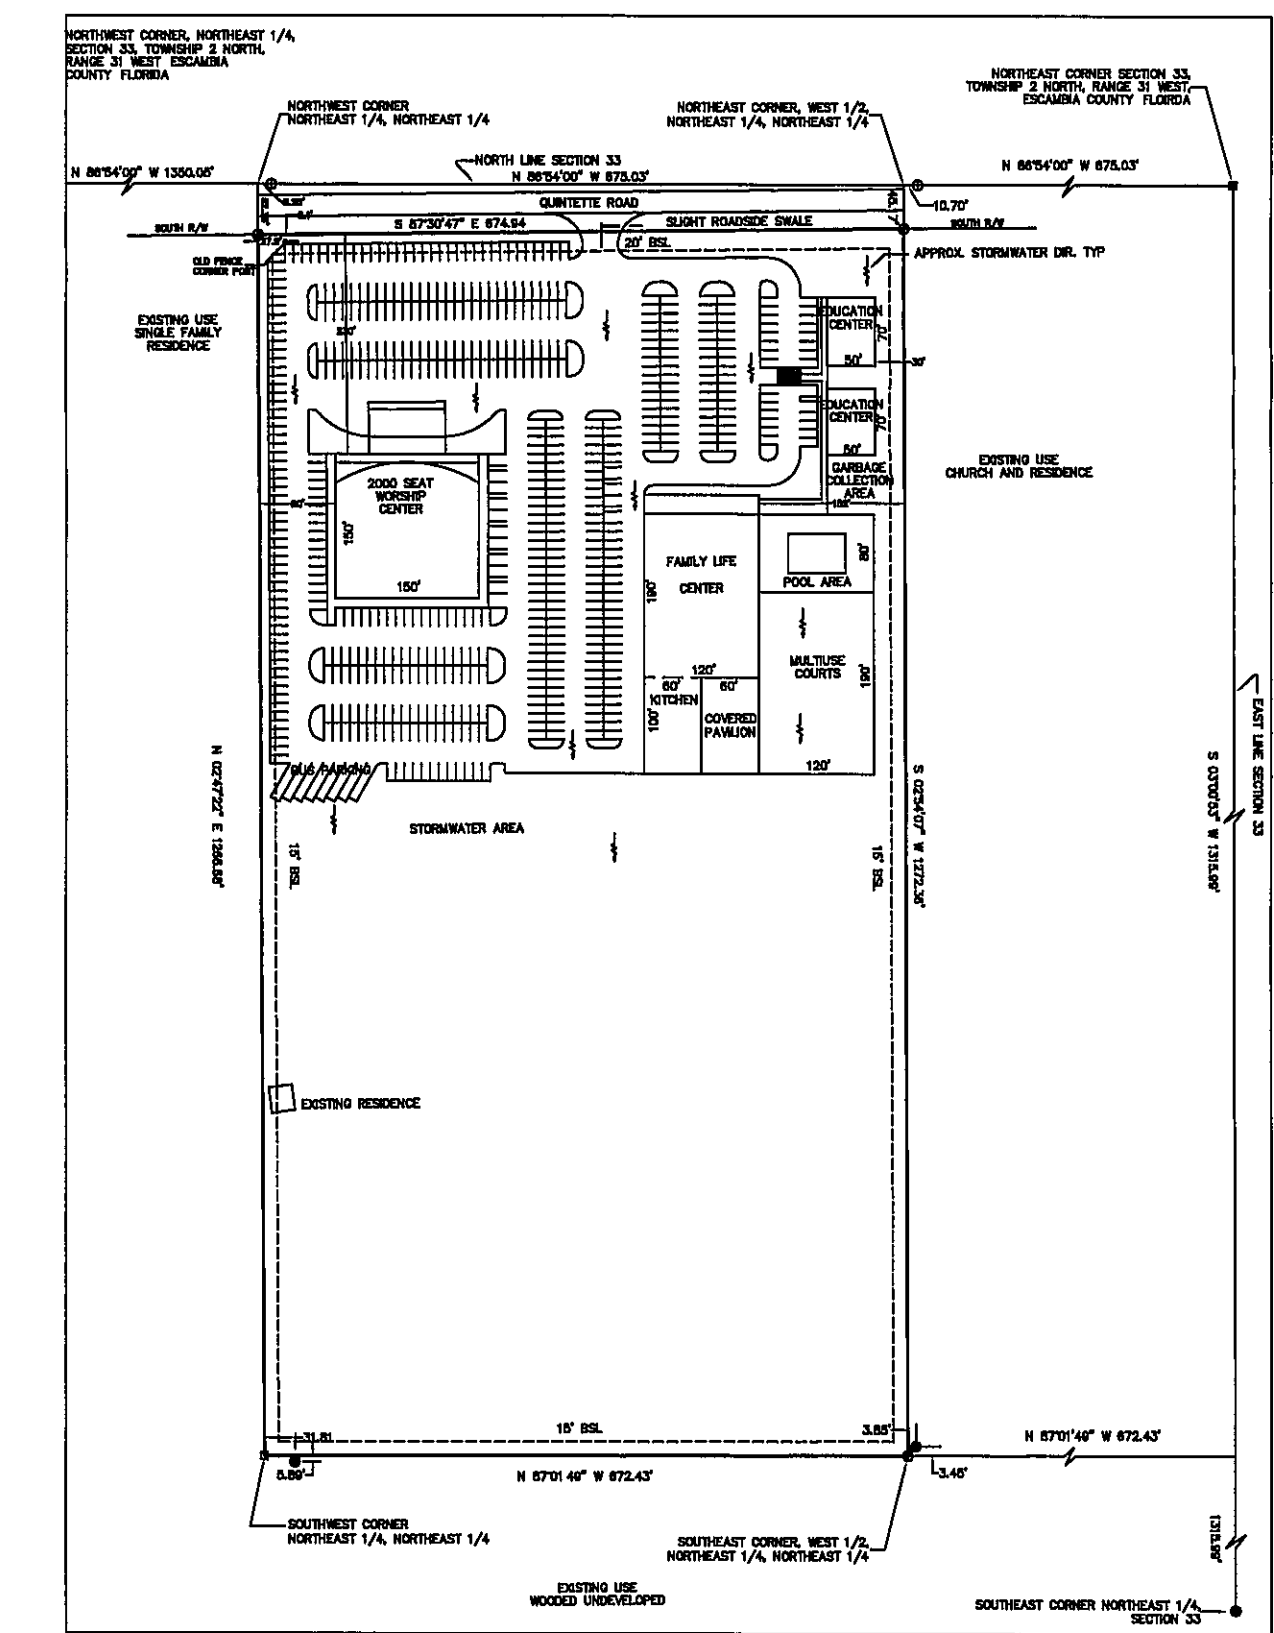 NORTHWEST CORNER, NORTHEAST 1/4,
SECTION 33, TOWNSHIP 2 NORTH,
RANGE 31 WEST ESCAMBIA
COUNTY FLORIDA
NORTHEAST CORNER SECTION 33,
TOWNSHIP 2 NORTH, RANGE 31 WEST,
ESCAMBIA COUNTY FLOIRDA
NORTHWEST CORNER
NORTHEAST 1/4, NORTHEAST 1/4
NORTHEAST CORNER, WEST 1/2,
NORTHEAST 1/4, NORTHEAST 1/4
NORTH LINE SECTION 33
N 86°54'00" W 1350.05'
N 86°54'00" W 675.03'
N 86°54'00" W 675.03'
QUINTETTE ROAD
10.70'
SOUTH R/W
S 87°30'47" E 674.94
SLIGHT ROADSIDE SWALE
SOUTH R/W
20' BSL
OLD FENCE
CORNER POST
APPROX. STORMWATER DIR. TYP
EXISTING USE
SINGLE FAMILY
RESIDENCE
EDUCATION
CENTER
70'
50'
30'
EDUCATION
CENTER
70'
50'
GARBAGE
COLLECTION
AREA
EXISTING USE
CHURCH AND RESIDENCE
2000 SEAT
WORSHIP
CENTER
150'
150'
FAMILY LIFE
CENTER
190'
120'
POOL AREA
80'
MULTIUSE
COURTS
190'
120'
60'
KITCHEN
100'
60'
COVERED
PAVILION
BUS PARKING
STORMWATER AREA
N 02°47'22" E 1266.68'
15' BSL
15' BSL
S 02°54'07" W 1272.36'
S 03°00'53" W 1315.99'
EAST LINE SECTION 33
EXISTING RESIDENCE
31.81
15' BSL
3.85'
N 87°01'49" W 672.43'
5.89'
N 87°01 49" W 672.43'
3.45'
SOUTHWEST CORNER
NORTHEAST 1/4, NORTHEAST 1/4
SOUTHEAST CORNER, WEST 1/2,
NORTHEAST 1/4, NORTHEAST 1/4
1315.99'
EXISTING USE
WOODED UNDEVELOPED
SOUTHEAST CORNER NORTHEAST 1/4,
SECTION 33